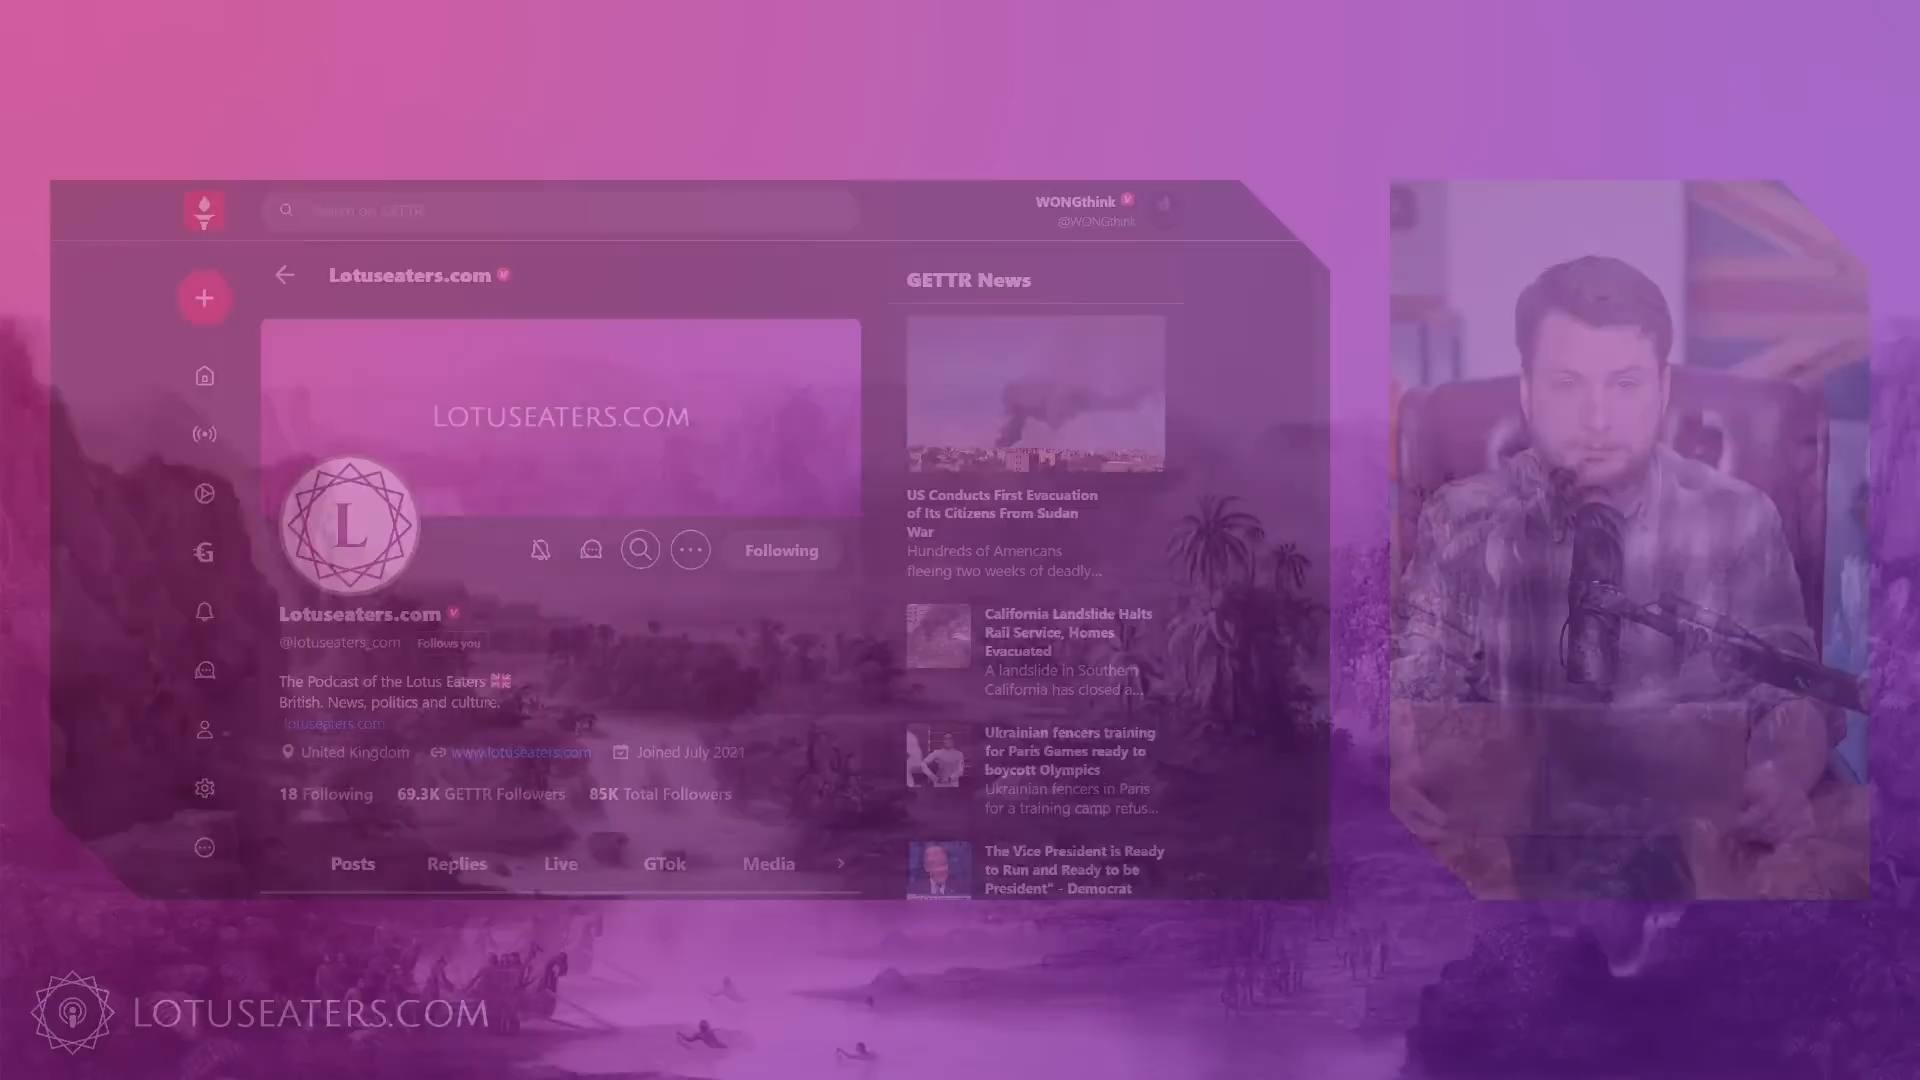 Search on GETTR
WONGthink
@WONGthink
Lotuseaters.com
LOTUSEATERS.COM
L
Following
Lotuseaters.com
@lotuseaters_com Follows you
The Podcast of the Lotus Eaters 🇬🇧
British. News, politics and culture.
lotuseaters.com
United Kingdom www.lotuseaters.com Joined July 2021
18 Following 69.3K GETTR Followers 85K Total Followers
Posts Replies Live GTok Media
GETTR News
US Conducts First Evacuation
of Its Citizens From Sudan
War
Hundreds of Americans
fleeing two weeks of deadly...
California Landslide Halts
Rail Service, Homes
Evacuated
A landslide in Southern
California has closed a...
Ukrainian fencers training
for Paris Games ready to
boycott Olympics
Ukrainian fencers in Paris
for a training camp refus...
The Vice President is Ready
to Run and Ready to be
President" - Democrat
LOTUSEATERS.COM